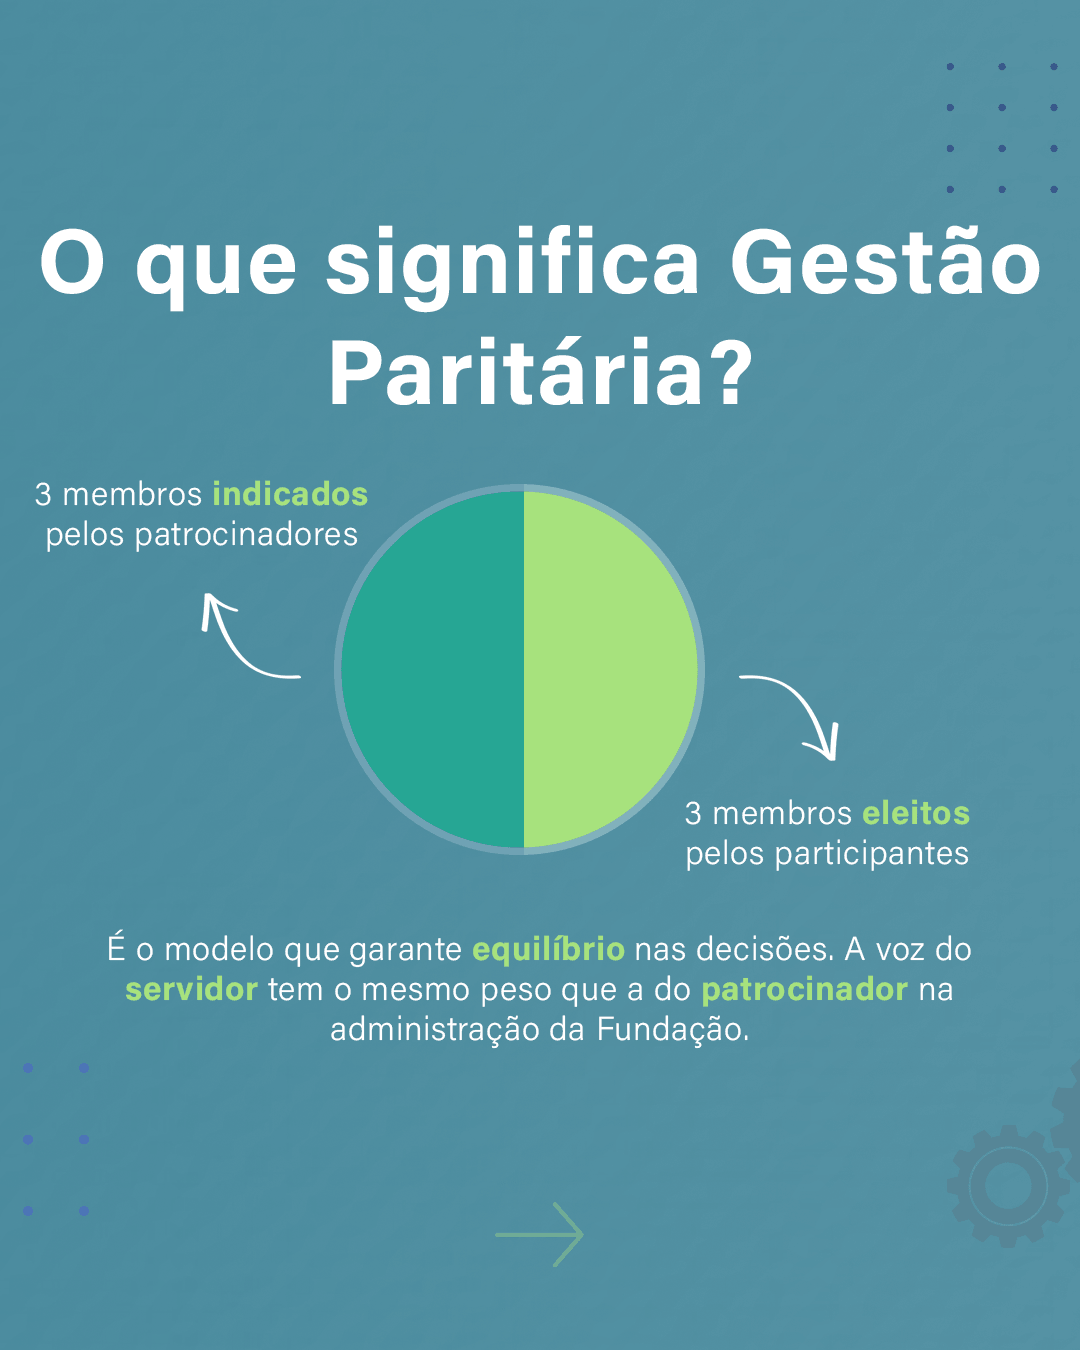 O que significa Gestão
Paritária?
3 membros indicados
pelos patrocinadores
3 membros eleitos
pelos participantes
É o modelo que garante equilíbrio nas decisões. A voz do
servidor tem o mesmo peso que a do patrocinador na
administração da Fundação.